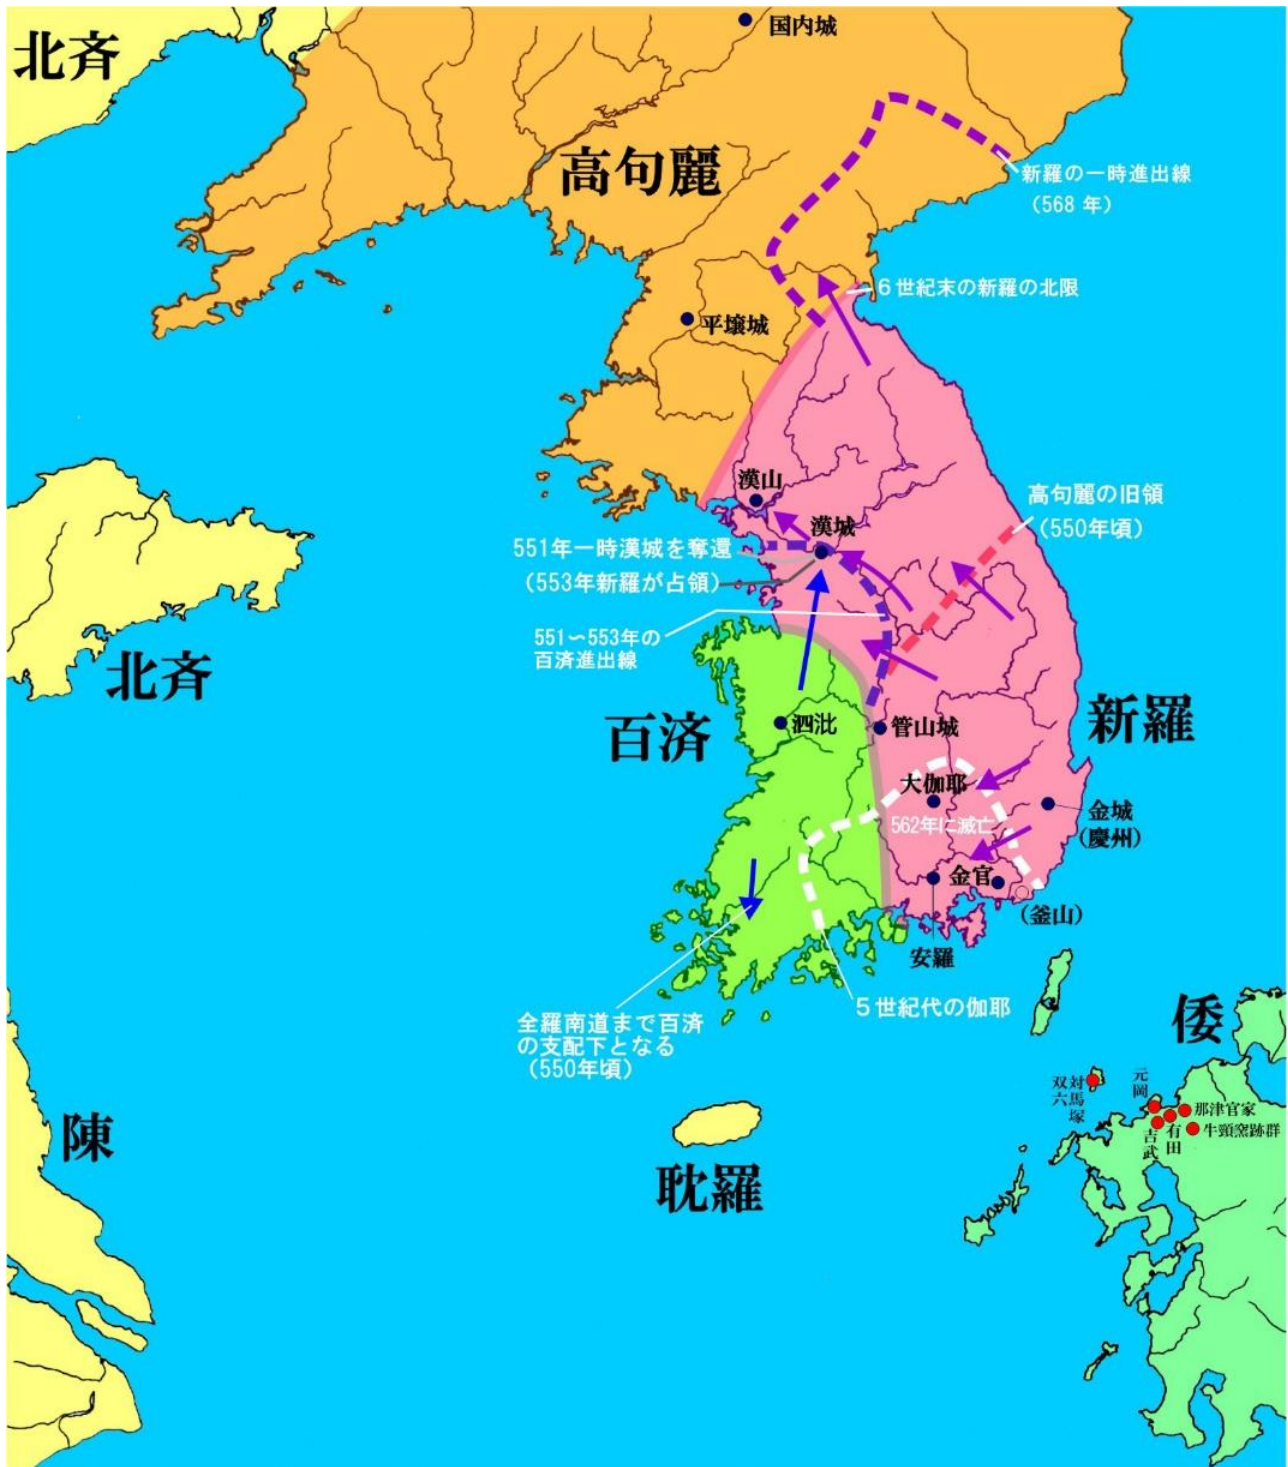 北斉
国内城
高句麗
新羅の一時進出線
(568 年)
6世紀末の新羅の北限
平壌城
漢山
高句麗の旧領
(550年頃)
漢城
551年一時漢城を奪還
(553年新羅が占領)
551〜553年の
百済進出線
北斉
百済
泗沘
管山城
新羅
大伽耶
562年に滅亡
金城
(慶州)
金官
(釜山)
安羅
5世紀代の伽耶
全羅南道まで百済
の支配下となる
(550年頃)
倭
対馬塚
双六
元岡
那津官家
牛頸窯跡群
有田
吉武
陳
耽羅